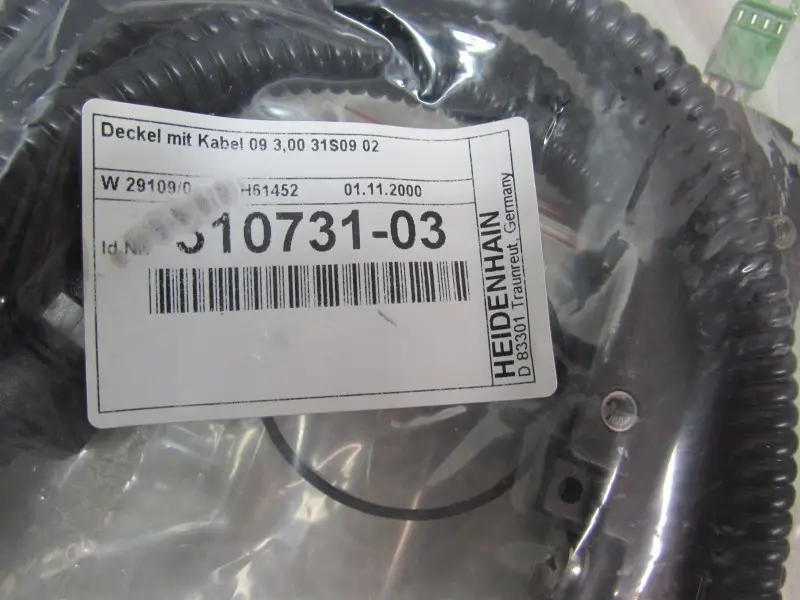 Deckel mit Kabel 09 3,00 31S09 02
W 29109/0 H61452 01.11.2000
Id.Nr. 310731-03
HEIDENHAIN
D 83301 Traunreut, Germany